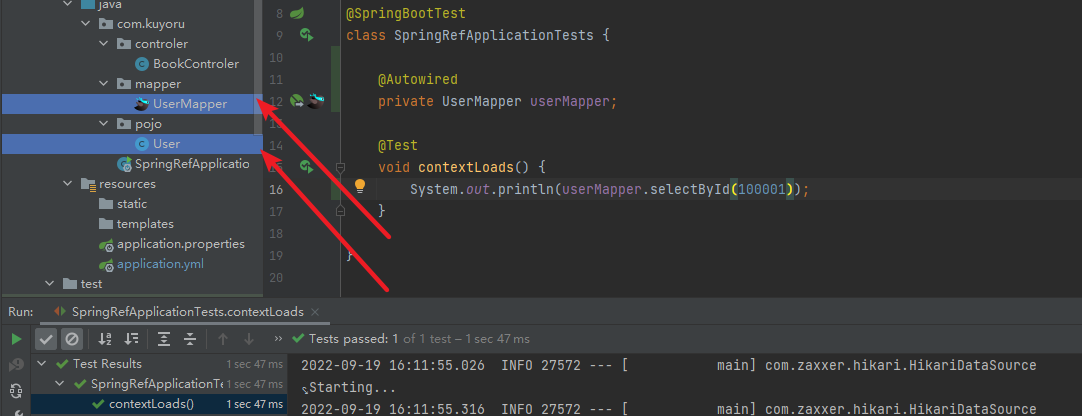 java
com.kuyoru
controler
BookControler
mapper
UserMapper
pojo
User
SpringRefApplicatio
resources
static
templates
application.properties
application.yml
test
8 @SpringBootTest
9 class SpringRefApplicationTests {
10
11 @Autowired
12 private UserMapper userMapper;
13
14 @Test
15 void contextLoads() {
16 System.out.println(userMapper.selectById(100001));
17 }
18
19 }
20
Run: SpringRefApplicationTests.contextLoads ×
Tests passed: 1 of 1 test – 1 sec 47 ms
Test Results 1 sec 47 ms
SpringRefApplicationTe 1 sec 47 ms
contextLoads() 1 sec 47 ms
2022-09-19 16:11:55.026 INFO 27572 --- [ main] com.zaxxer.hikari.HikariDataSource
Starting...
2022-09-19 16:11:55.316 INFO 27572 --- [ main] com.zaxxer.hikari.HikariDataSource